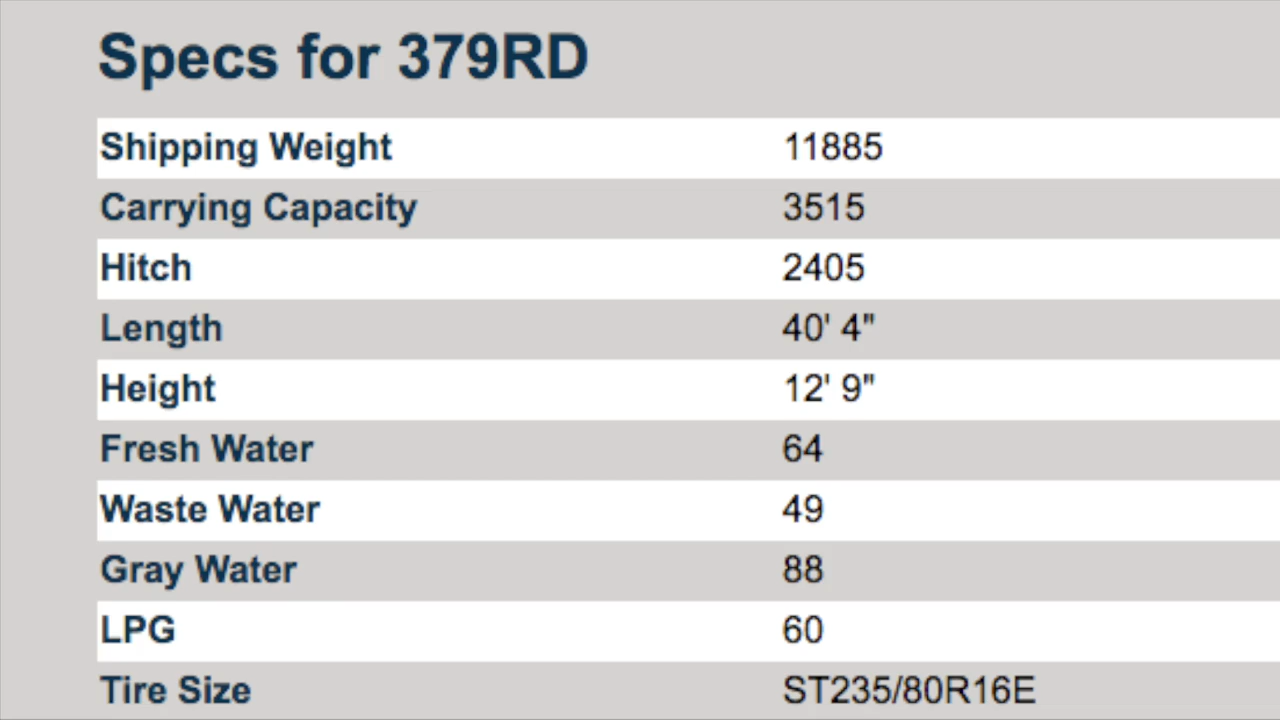 Specs for 379RD
Shipping Weight 11885
Carrying Capacity 3515
Hitch 2405
Length 40' 4"
Height 12' 9"
Fresh Water 64
Waste Water 49
Gray Water 88
LPG 60
Tire Size ST235/80R16E